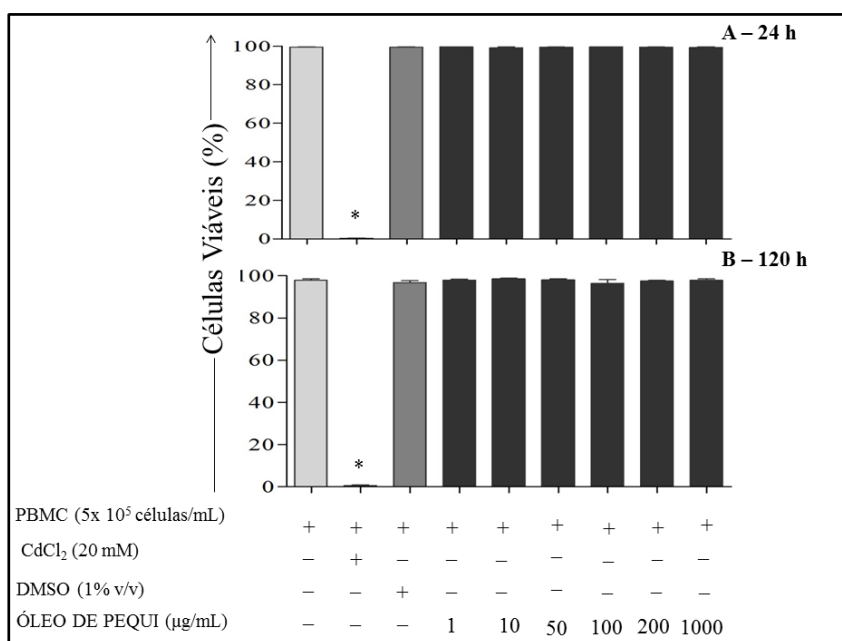 A – 24 h
100
80
60
40
20
0
*
B – 120 h
100
80
60
40
20
0
*
Células Viáveis (%)
PBMC (5x 10⁵ células/mL) + + + + + + + + +
CdCl₂ (20 mM) – + – – – – – – –
DMSO (1% v/v) – – + – – – – – –
ÓLEO DE PEQUI (µg/mL) – – – 1 10 50 100 200 1000